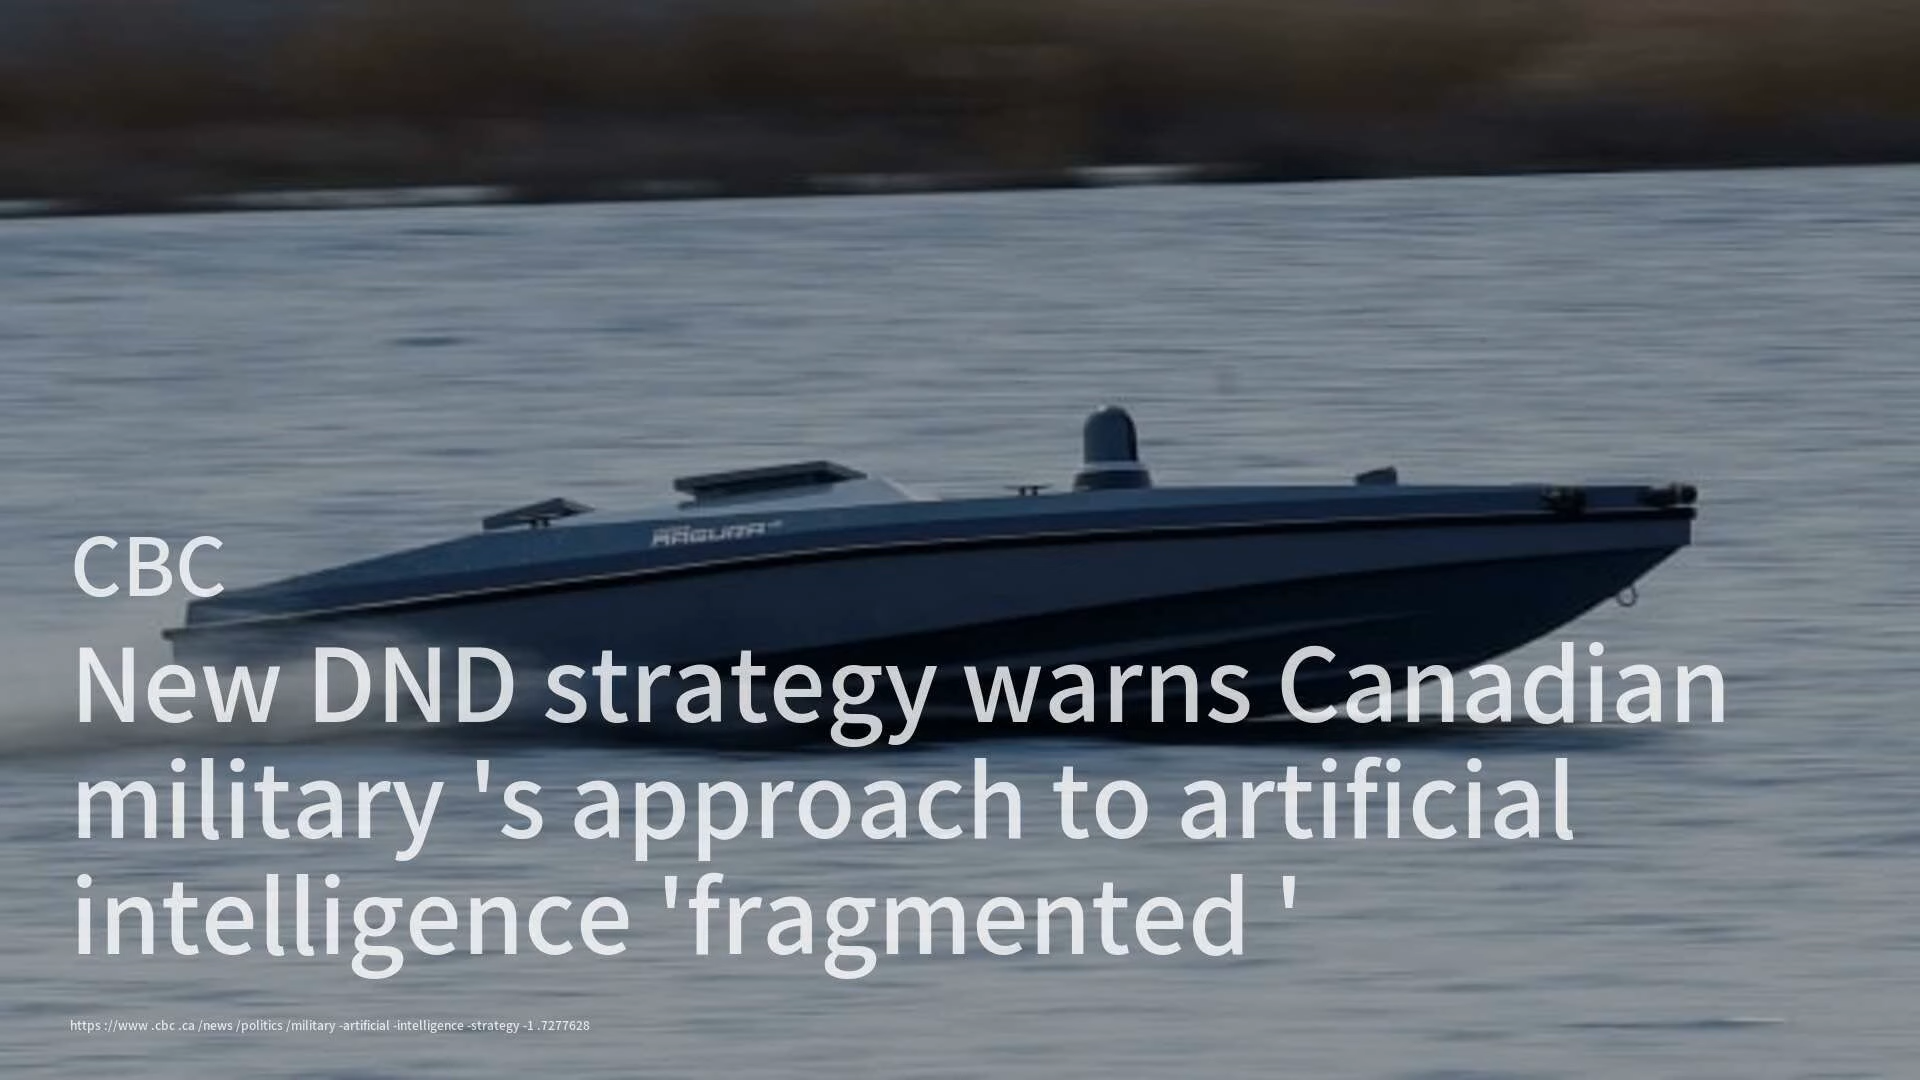 MAGURA
CBC
New DND strategy warns Canadian
military 's approach to artificial
intelligence 'fragmented '
https ://www .cbc .ca /news /politics /military -artificial -intelligence -strategy -1 .7277628